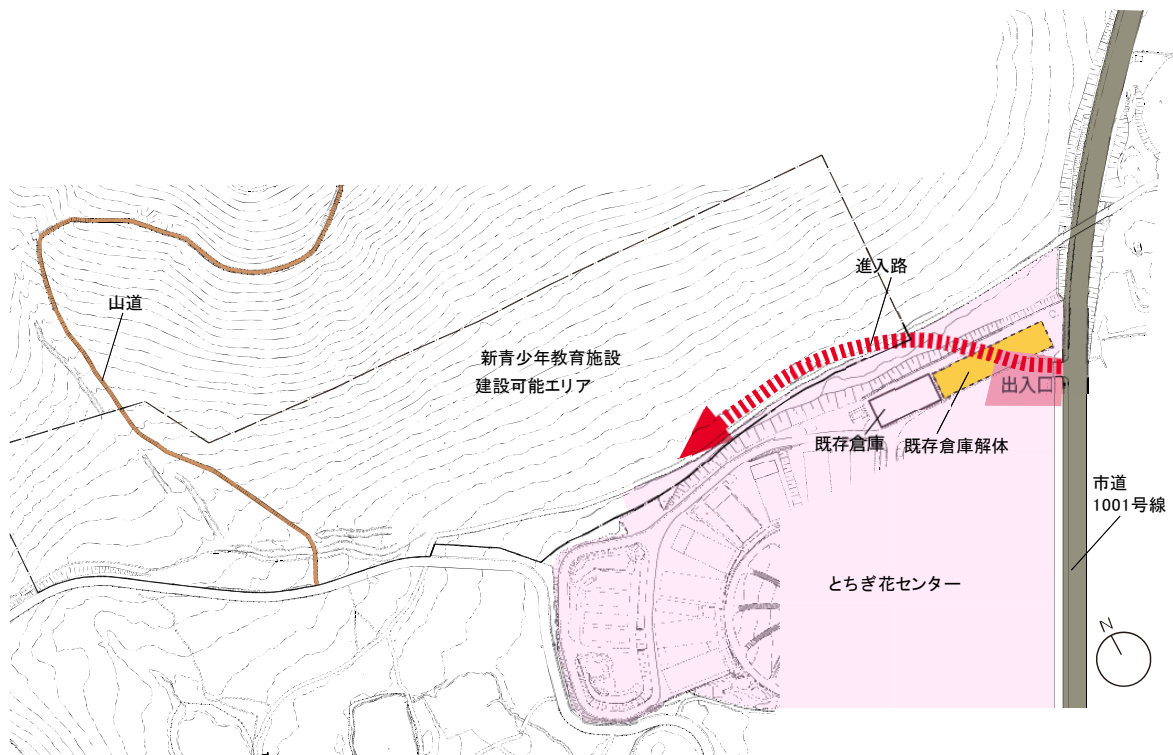 進入路
山道
新青少年教育施設
建設可能エリア
出入口
既存倉庫
既存倉庫解体
市道
1001号線
とちぎ花センター
N